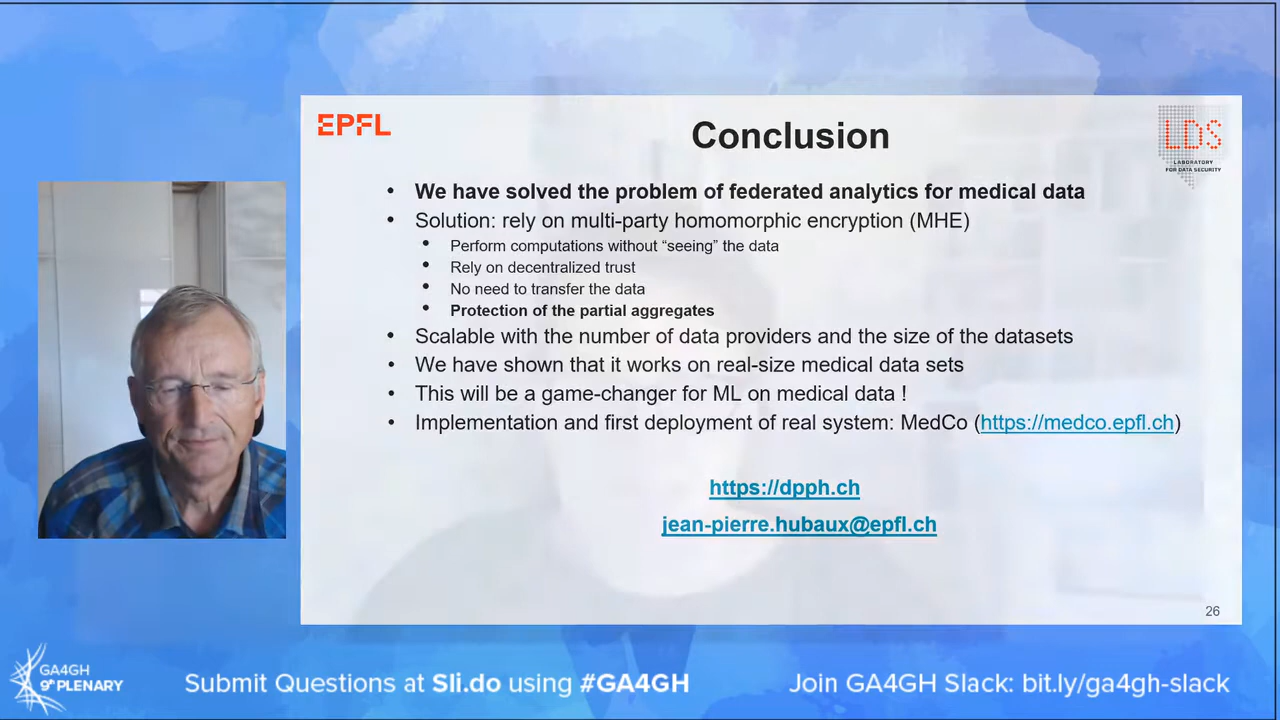 EPFL
Conclusion
LDS
LABORATORY
FOR DATA SECURITY
• We have solved the problem of federated analytics for medical data
• Solution: rely on multi-party homomorphic encryption (MHE)
• Perform computations without “seeing” the data
• Rely on decentralized trust
• No need to transfer the data
• Protection of the partial aggregates
• Scalable with the number of data providers and the size of the datasets
• We have shown that it works on real-size medical data sets
• This will be a game-changer for ML on medical data !
• Implementation and first deployment of real system: MedCo (https://medco.epfl.ch)
https://dpph.ch
jean-pierre.hubaux@epfl.ch
26
GA4GH
9th PLENARY
Submit Questions at Sli.do using #GA4GH
Join GA4GH Slack: bit.ly/ga4gh-slack